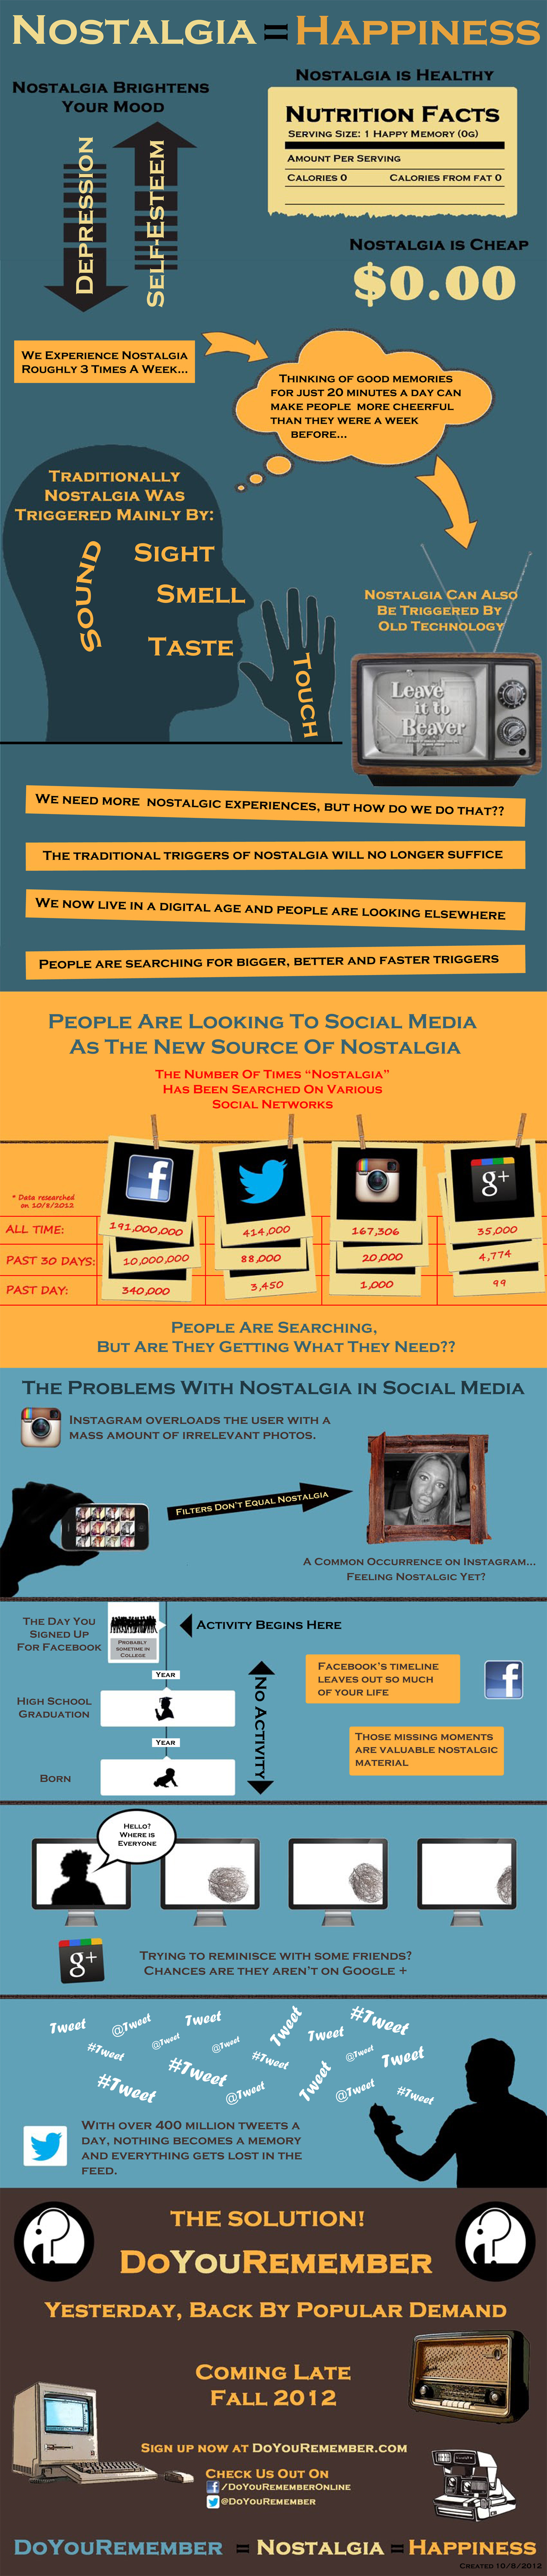 NOSTALGIA = HAPPINESS
NOSTALGIA BRIGHTENS
YOUR MOOD
DEPRESSION
SELF-ESTEEM
NOSTALGIA IS HEALTHY
NUTRITION FACTS
SERVING SIZE: 1 HAPPY MEMORY (0G)
AMOUNT PER SERVING
CALORIES 0 CALORIES FROM FAT 0
NOSTALGIA IS CHEAP
$0.00
WE EXPERIENCE NOSTALGIA
ROUGHLY 3 TIMES A WEEK...
THINKING OF GOOD MEMORIES
FOR JUST 20 MINUTES A DAY CAN
MAKE PEOPLE MORE CHEERFUL
THAN THEY WERE A WEEK
BEFORE...
TRADITIONALLY
NOSTALGIA WAS
TRIGGERED MAINLY BY:
SOUND
SIGHT
SMELL
TASTE
TOUCH
NOSTALGIA CAN ALSO
BE TRIGGERED BY
OLD TECHNOLOGY
Leave
it to
Beaver
WE NEED MORE NOSTALGIC EXPERIENCES, BUT HOW DO WE DO THAT??
THE TRADITIONAL TRIGGERS OF NOSTALGIA WILL NO LONGER SUFFICE
WE NOW LIVE IN A DIGITAL AGE AND PEOPLE ARE LOOKING ELSEWHERE
PEOPLE ARE SEARCHING FOR BIGGER, BETTER AND FASTER TRIGGERS
PEOPLE ARE LOOKING TO SOCIAL MEDIA
AS THE NEW SOURCE OF NOSTALGIA
THE NUMBER OF TIMES "NOSTALGIA"
HAS BEEN SEARCHED ON VARIOUS
SOCIAL NETWORKS
f
g+
* Data researched
on 10/8/2012
ALL TIME: 191,000,000 414,000 167,306 35,000
PAST 30 DAYS: 10,000,000 88,000 20,000 4,774
PAST DAY: 340,000 3,450 1,000 99
PEOPLE ARE SEARCHING,
BUT ARE THEY GETTING WHAT THEY NEED??
THE PROBLEMS WITH NOSTALGIA IN SOCIAL MEDIA
INSTAGRAM OVERLOADS THE USER WITH A
MASS AMOUNT OF IRRELEVANT PHOTOS.
FILTERS DON'T EQUAL NOSTALGIA
A COMMON OCCURRENCE ON INSTAGRAM...
FEELING NOSTALGIC YET?
THE DAY YOU
SIGNED UP
FOR FACEBOOK
PROBABLY
SOMETIME IN
COLLEGE
ACTIVITY BEGINS HERE
YEAR
HIGH SCHOOL
GRADUATION
YEAR
BORN
NO ACTIVITY
FACEBOOK'S TIMELINE
LEAVES OUT SO MUCH
OF YOUR LIFE
f
THOSE MISSING MOMENTS
ARE VALUABLE NOSTALGIC
MATERIAL
HELLO?
WHERE IS
EVERYONE
g+
TRYING TO REMINISCE WITH SOME FRIENDS?
CHANCES ARE THEY AREN'T ON GOOGLE +
Tweet
@Tweet
Tweet
Tweet
#Tweet
#Tweet
@Tweet
@Tweet
Tweet
#Tweet
#Tweet
@Tweet
Tweet
#Tweet
@Tweet
Tweet
@Tweet
#Tweet
WITH OVER 400 MILLION TWEETS A
DAY, NOTHING BECOMES A MEMORY
AND EVERYTHING GETS LOST IN THE
FEED.
THE SOLUTION!
DOYOUREMEMBER
YESTERDAY, BACK BY POPULAR DEMAND
COMING LATE
FALL 2012
SIGN UP NOW AT DOYOUREMEMBER.COM
CHECK US OUT ON
f /DOYOUREMEMBERONLINE
@DOYOUREMEMBER
DOYOUREMEMBER = NOSTALGIA = HAPPINESS
CREATED 10/8/2012